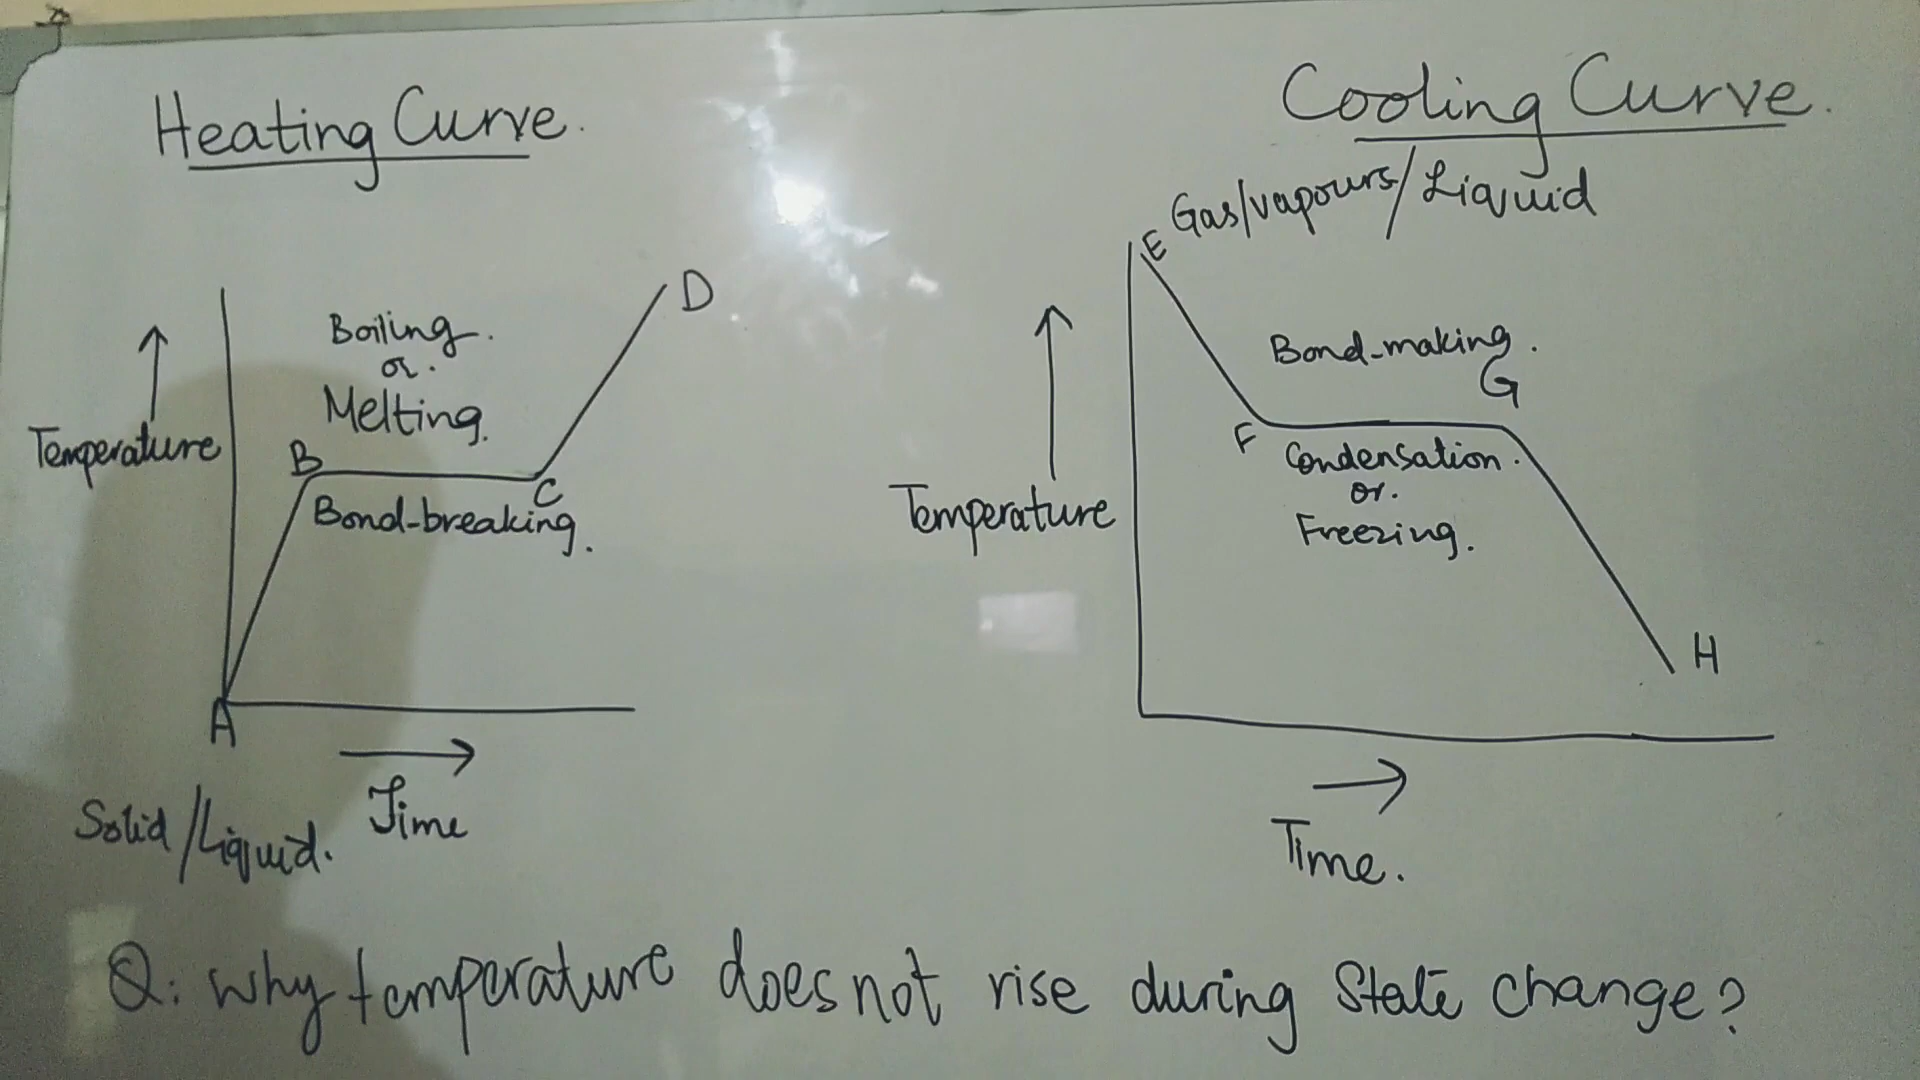 Heating Curve.
D
Boiling.
or.
Melting.
Temperature
B
C
Bond-breaking.
A
Time
Solid/Liquid.
Cooling Curve.
Gas/vapours/Liquid
E
Bond-making.
G
F
Condensation.
or.
Freezing.
Temperature
H
Time.
Q: why temperature does not rise during State change?